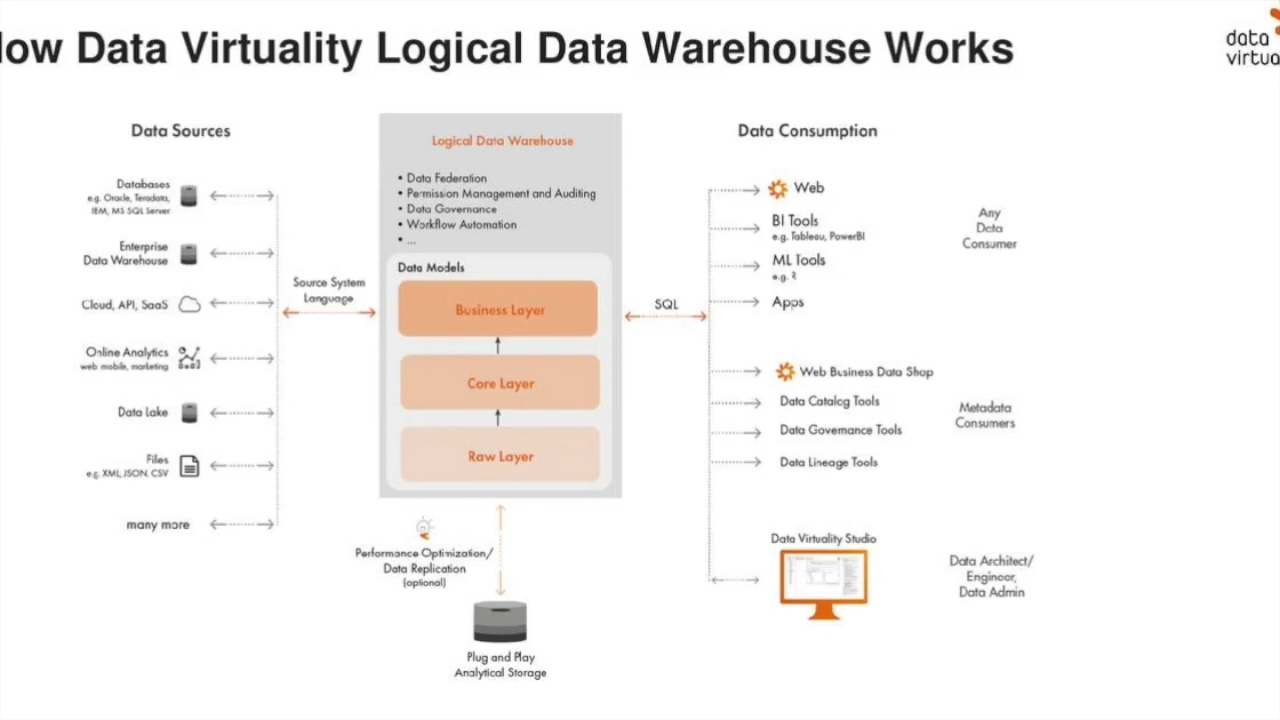 low Data Virtuality Logical Data Warehouse Works
data
virtua
Data Sources
Databases
e.g. Oracle, Teradata,
IBM, MS SQL Server
Enterprise
Data Warehouse
Cloud, API, SaaS
Online Analytics
web, mobile, marketing
Data Lake
Files
e.g. XML, JSON, CSV
many more
Source System
Language
Logical Data Warehouse
• Data Federation
• Permission Management and Auditing
• Data Governance
• Workflow Automation
• ...
Data Models
Business Layer
Core Layer
Raw Layer
Performance Optimization/
Data Replication
(optional)
Plug and Play
Analytical Storage
SQL
Data Consumption
Web
BI Tools
e.g. Tableau, PowerBI
ML Tools
e.g. R
Apps
Any
Data
Consumer
Web Business Data Shop
Data Catalog Tools
Data Governance Tools
Data Lineage Tools
Metadata
Consumers
Data Virtuality Studio
Data Architect/
Engineer,
Data Admin